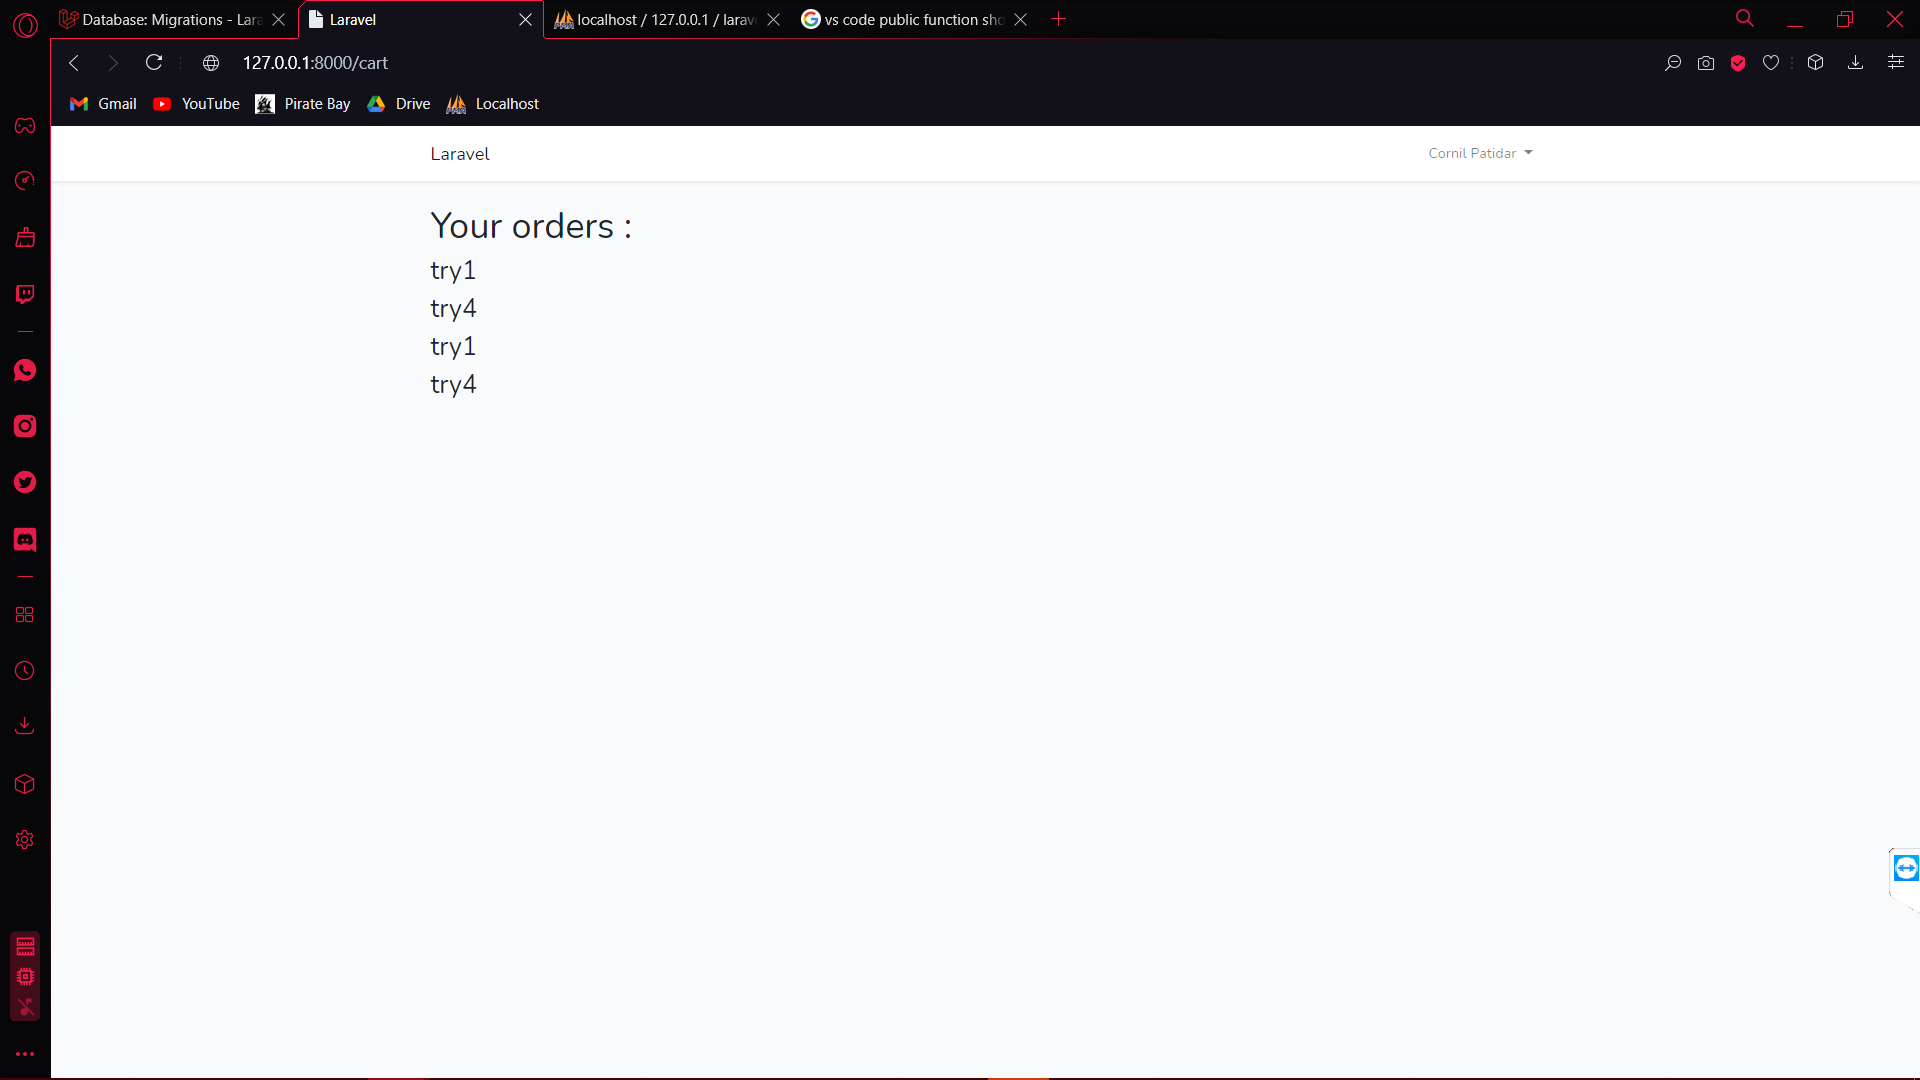 Database: Migrations - Lara
Laravel
localhost / 127.0.0.1 / larav
vs code public function sho
127.0.0.1:8000/cart
Gmail
YouTube
Pirate Bay
Drive
Localhost
Laravel
Cornil Patidar
Your orders :
try1
try4
try1
try4